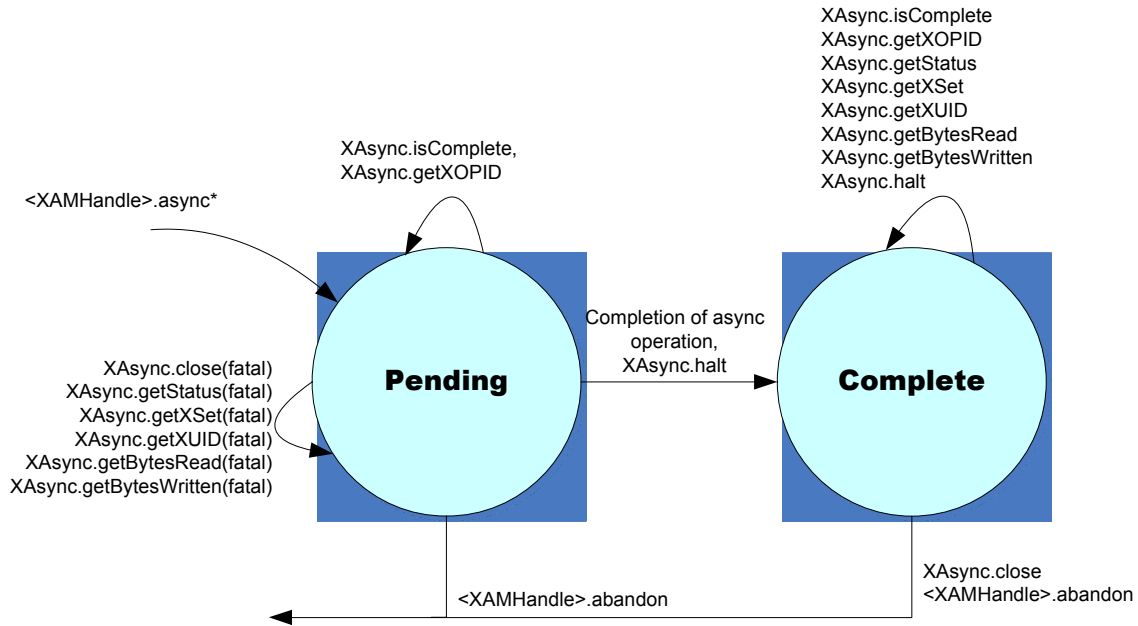 XAsync.isComplete
XAsync.getXOPID
XAsync.getStatus
XAsync.getXSet
XAsync.getXUID
XAsync.getBytesRead
XAsync.getBytesWritten
XAsync.halt
XAsync.isComplete,
XAsync.getXOPID
<XAMHandle>.async*
Completion of async
operation,
XAsync.halt
XAsync.close(fatal)
XAsync.getStatus(fatal)
XAsync.getXSet(fatal)
XAsync.getXUID(fatal)
XAsync.getBytesRead(fatal)
XAsync.getBytesWritten(fatal)
Pending
Complete
<XAMHandle>.abandon
XAsync.close
<XAMHandle>.abandon